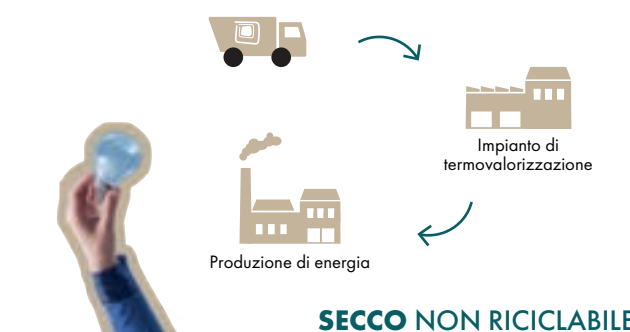 Impianto di
termovalorizzazione
Produzione di energia
SECCO NON RICICLABILE